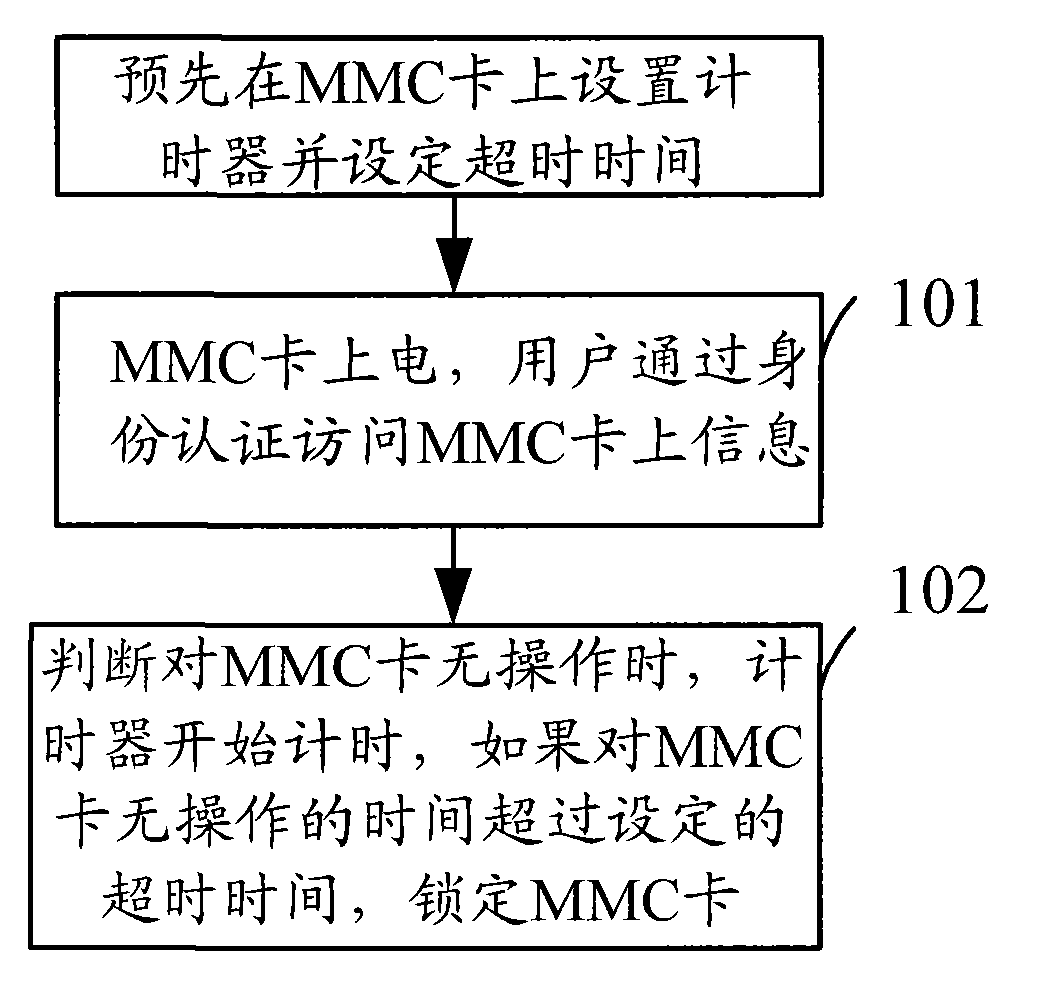 预先在MMC卡上设置计
时器并设定超时时间
101
MMC卡上电，用户通过身
份认证访问MMC卡上信息
102
判断对MMC卡无操作时，计
时器开始计时，如果对MMC
卡无操作的时间超过设定的
超时时间，锁定MMC卡